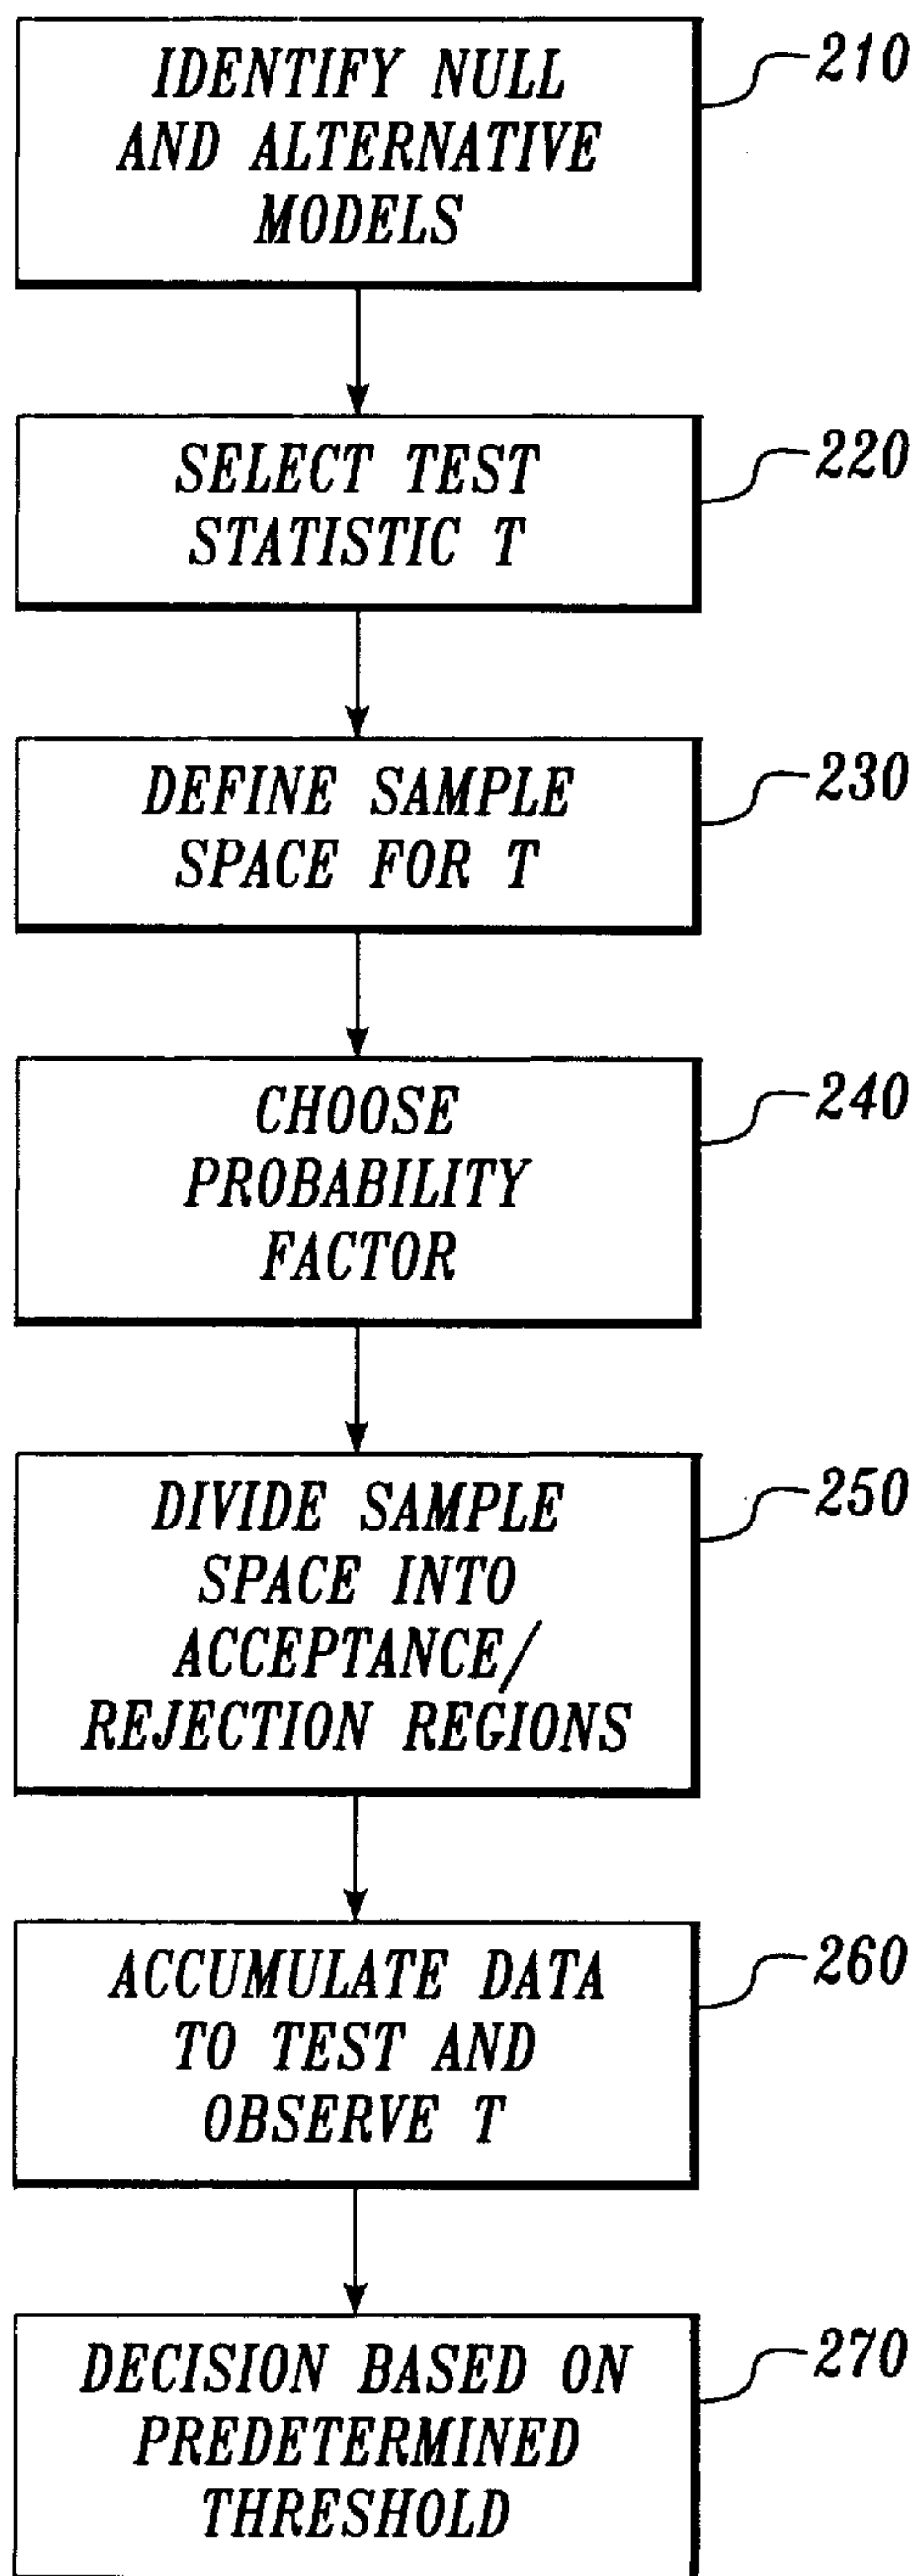 IDENTIFY NULL
AND ALTERNATIVE
MODELS
210
SELECT TEST
STATISTIC T
220
DEFINE SAMPLE
SPACE FOR T
230
CHOOSE
PROBABILITY
FACTOR
240
DIVIDE SAMPLE
SPACE INTO
ACCEPTANCE/
REJECTION REGIONS
250
ACCUMULATE DATA
TO TEST AND
OBSERVE T
260
DECISION BASED ON
PREDETERMINED
THRESHOLD
270